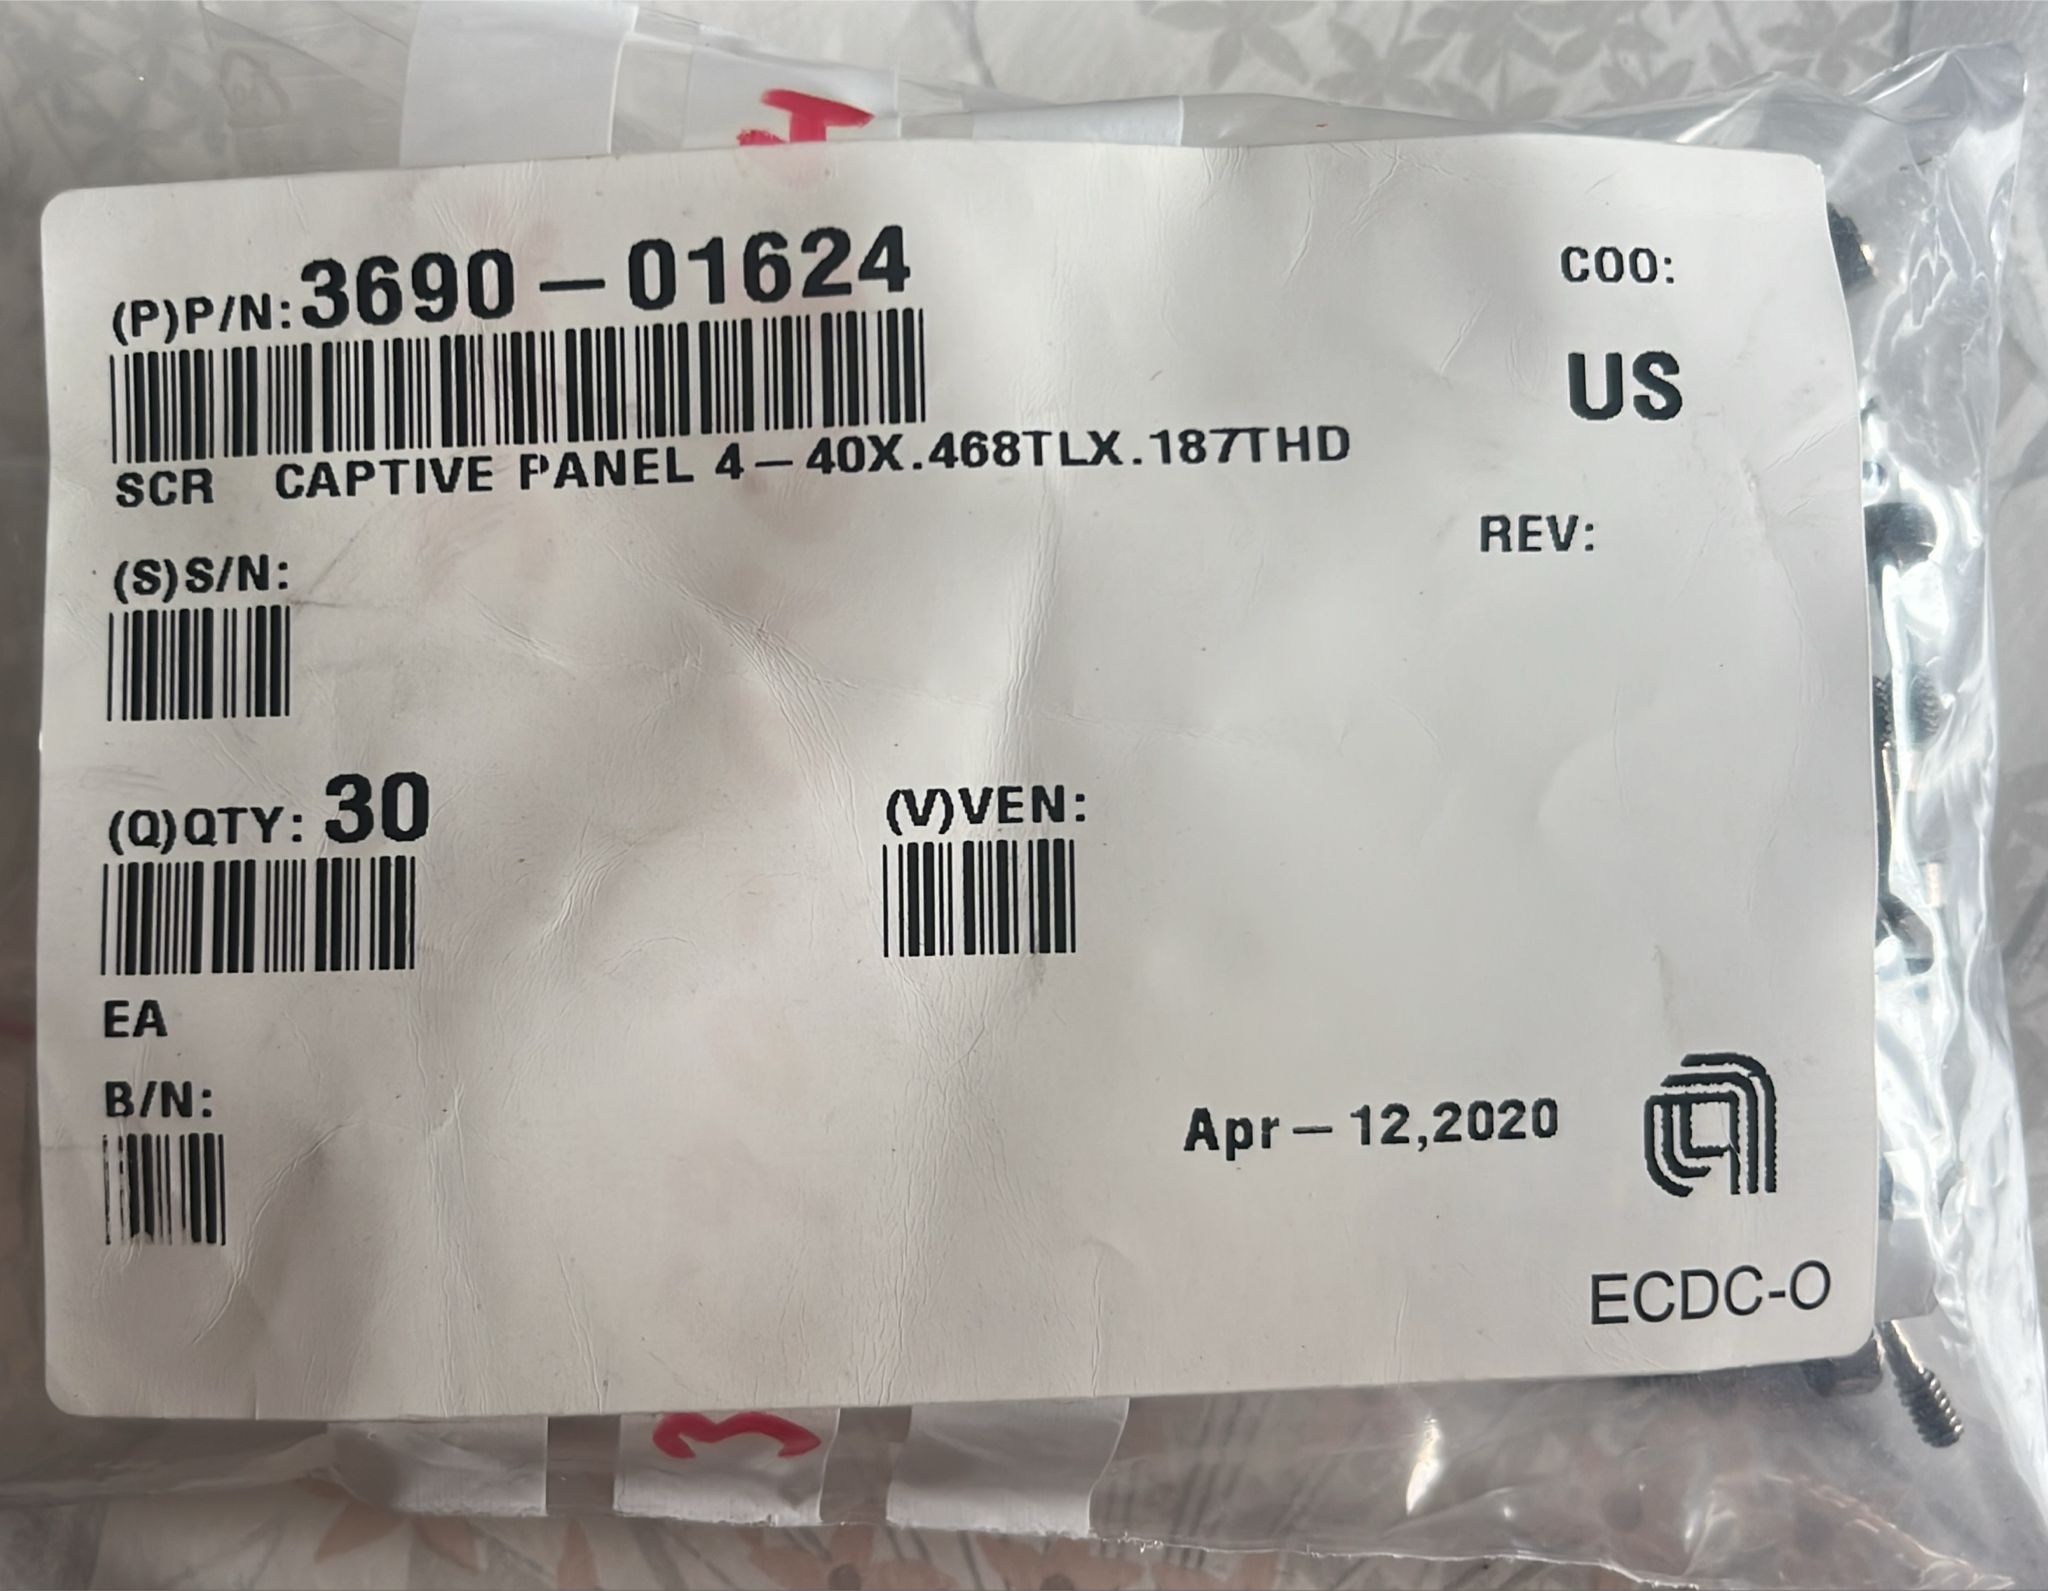 (P)P/N: 3690-01624
COO:
US
SCR CAPTIVE PANEL 4-40X.468TLX.187THD
REV:
(S)S/N:
(Q)QTY: 30
(V)VEN:
EA
B/N:
Apr-12,2020
ECDC-O